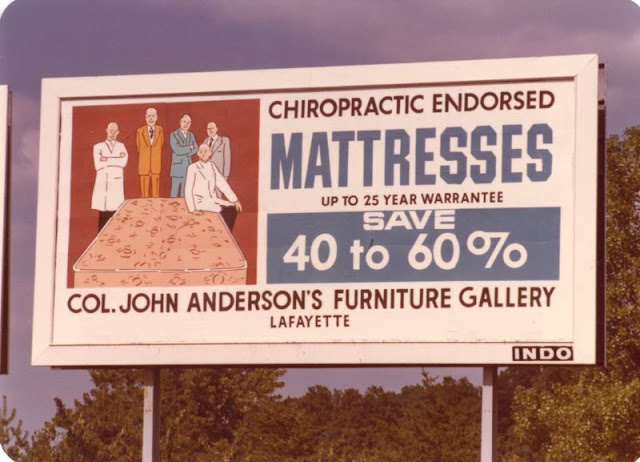 CHIROPRACTIC ENDORSED
MATTRESSES
UP TO 25 YEAR WARRANTEE
SAVE
40 to 60%
COL. JOHN ANDERSON'S FURNITURE GALLERY
LAFAYETTE
INDO